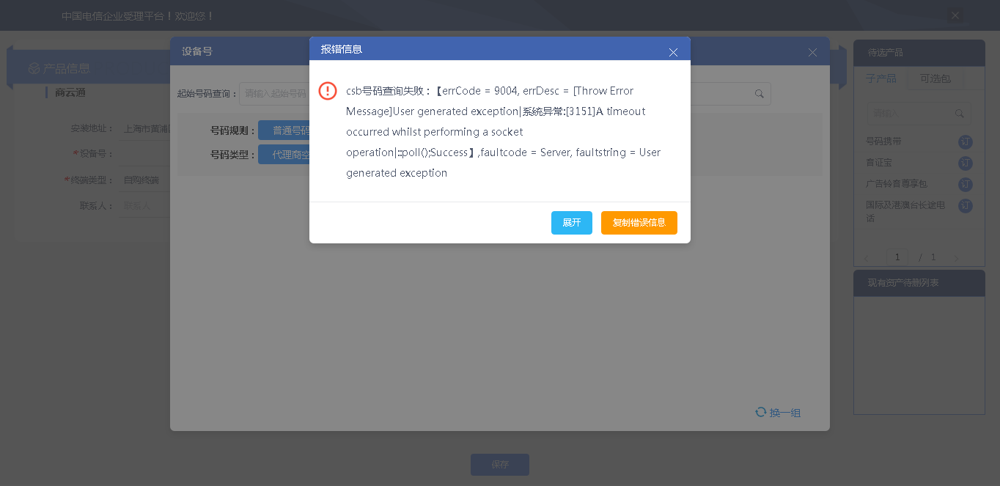 中国电信企业受理平台！欢迎您！
产品信息
商云通
安装地址：
上海市黄浦
*设备号：
*终端类型：
自购终端
联系人：
联系人
设备号
起始号码查询：
请输入起始号码
号码规则：
普通号码
号码类型：
代理商空
换一组
报错信息
csb号码查询失败：【errCode = 9004, errDesc = [Throw Error
Message]User generated exception|系统异常:[3151]A timeout
occurred whilst performing a socket
operation|::poll();Success】,faultcode = Server, faultstring = User
generated exception
展开
复制错误信息
待选产品
子产品
可选包
请输入
号码携带
订
音证宝
订
广告铃音尊享包
订
国际及港澳台长途电
话
订
1 / 1
现有资产待删列表
保存